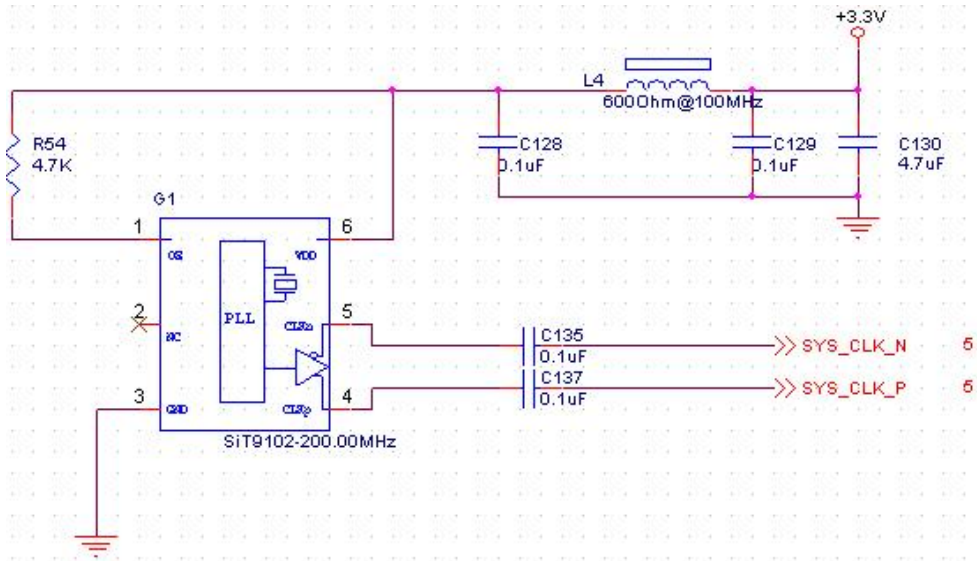 +3.3V
L4
600Ohm@100MHz
R54
4.7K
C128
0.1uF
C129
0.1uF
C130
4.7uF
G1
1
6
OE
VDD
2
5
NC
PLL
CLKn
C135
0.1uF
SYS_CLK_N 5
3
4
GND
CLKp
C137
0.1uF
SYS_CLK_P 5
SiT9102-200.00MHz